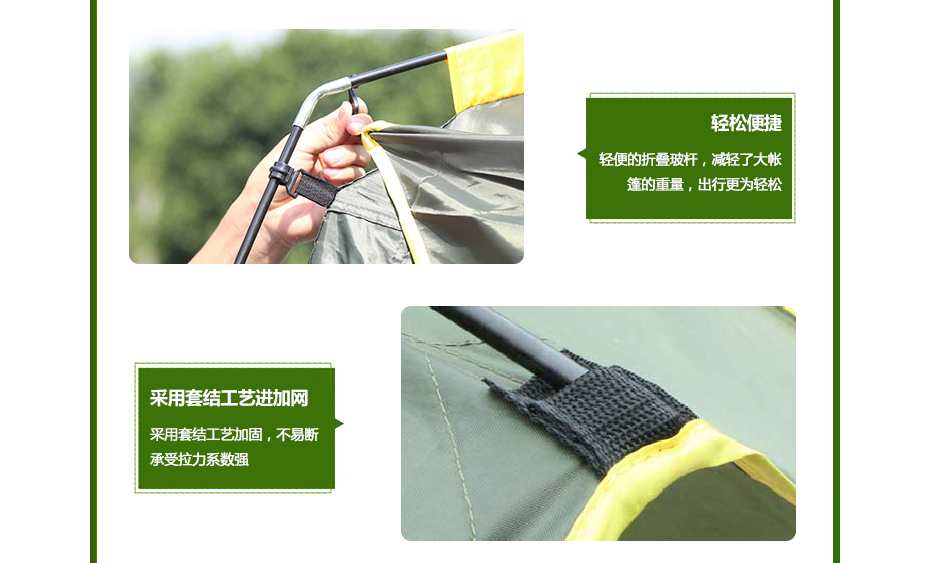 轻松便捷
轻便的折叠玻杆，减轻了大帐
篷的重量，出行更为轻松
采用套结工艺进加网
采用套结工艺加固，不易断
承受拉力系数强